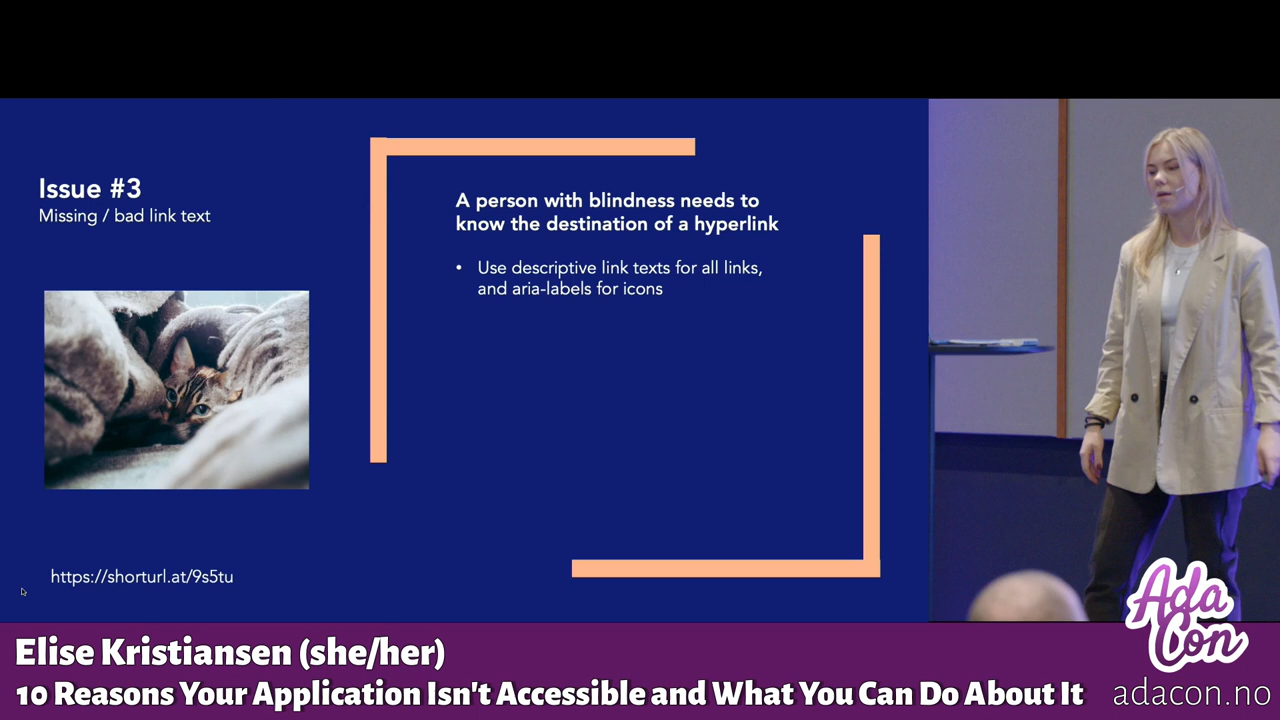 Issue #3
Missing / bad link text
A person with blindness needs to
know the destination of a hyperlink
• Use descriptive link texts for all links,
and aria-labels for icons
https://shorturl.at/9s5tu
Ada
Con
Elise Kristiansen (she/her)
10 Reasons Your Application Isn't Accessible and What You Can Do About It
adacon.no